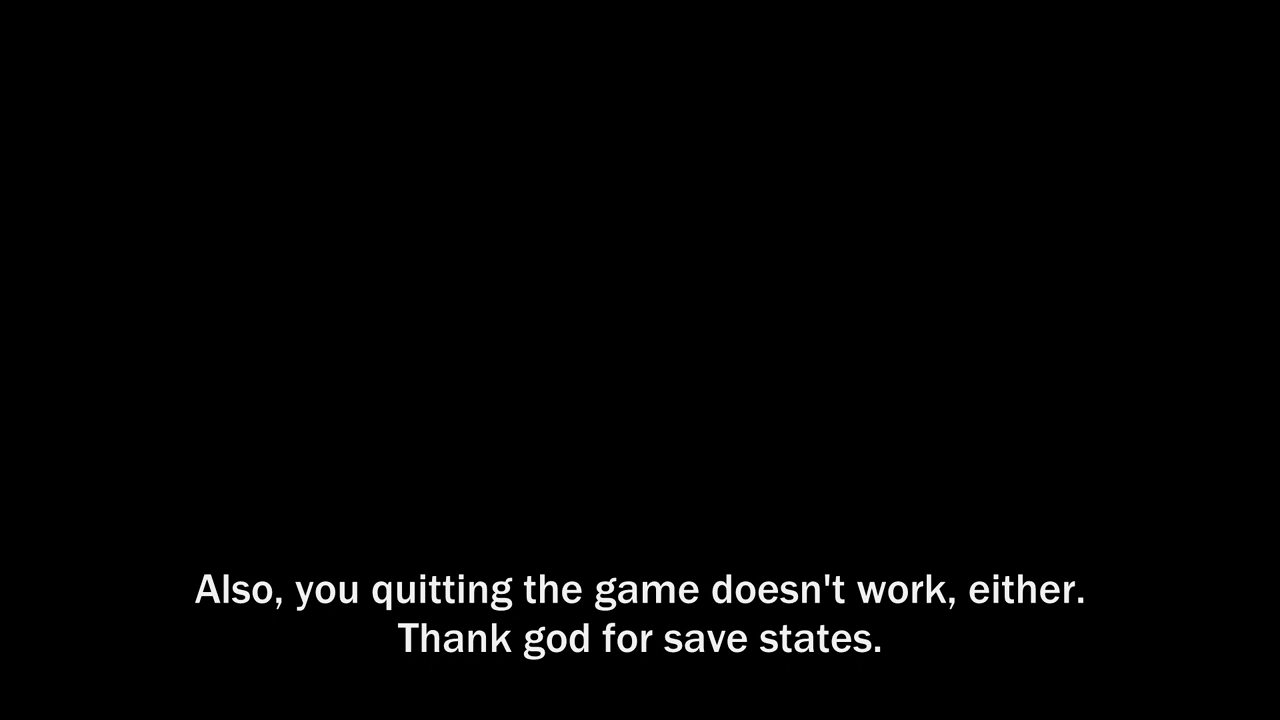 Also, you quitting the game doesn't work, either.
Thank god for save states.